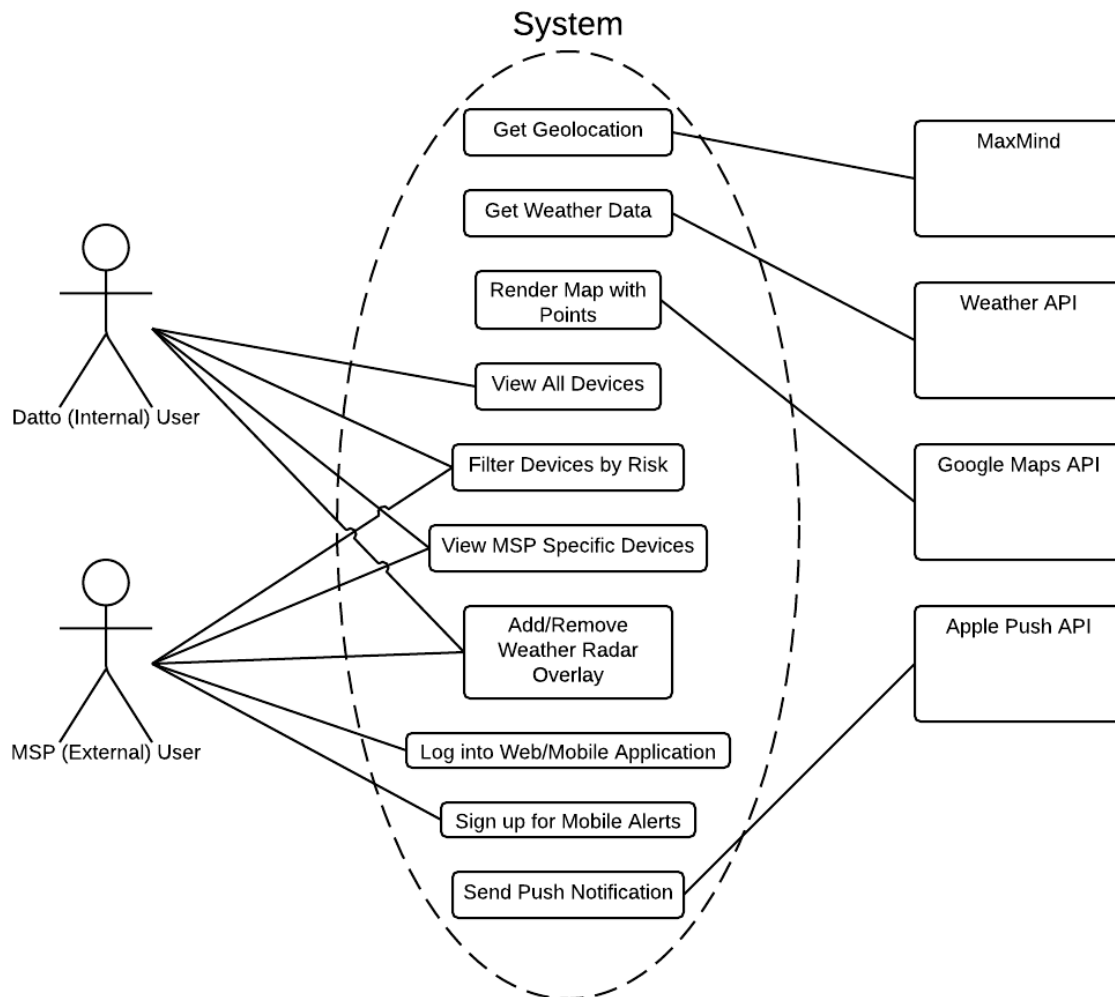 System
Get Geolocation
MaxMind
Get Weather Data
Weather API
Render Map with
Points
View All Devices
Datto (Internal) User
Filter Devices by Risk
Google Maps API
View MSP Specific Devices
Add/Remove
Weather Radar
Overlay
Apple Push API
MSP (External) User
Log into Web/Mobile Application
Sign up for Mobile Alerts
Send Push Notification